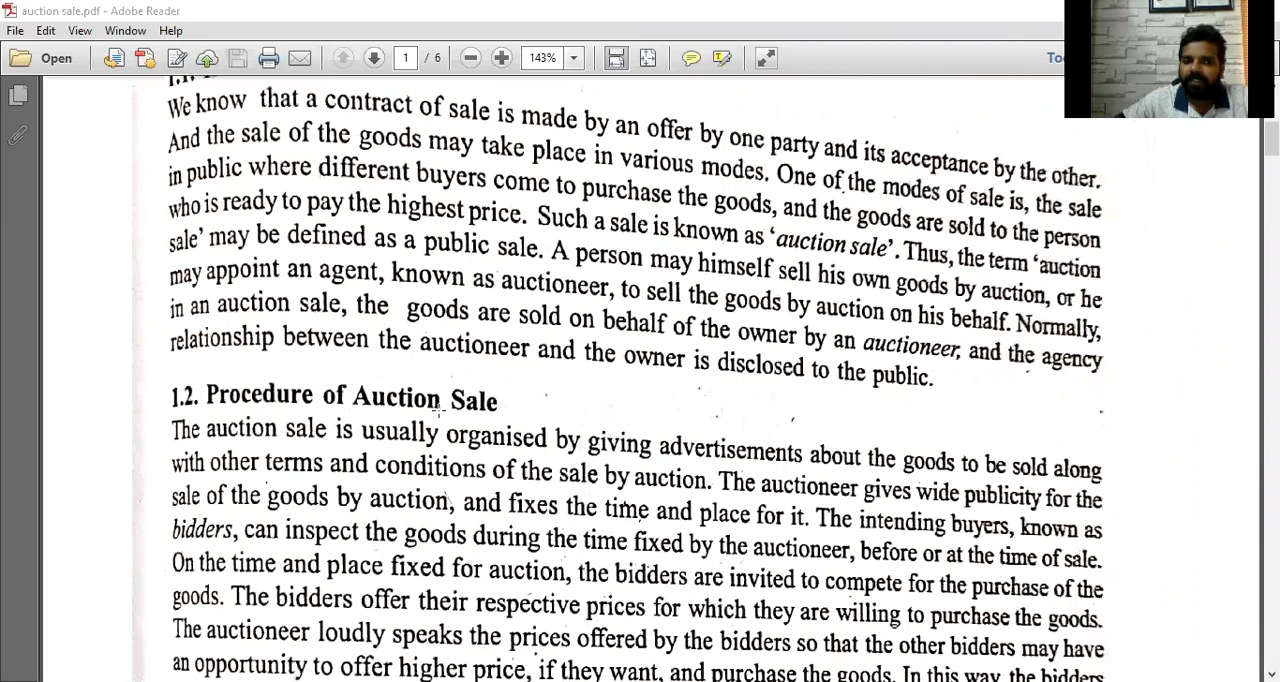 auction sale.pdf - Adobe Reader
File Edit View Window Help
Open 1 / 6 143%
We know that a contract of sale is made by an offer by one party and its acceptance by the other.
And the sale of the goods may take place in various modes. One of the modes of sale is, the sale
in public where different buyers come to purchase the goods, and the goods are sold to the person
who is ready to pay the highest price. Such a sale is known as ‘auction sale’. Thus, the term ‘auction
sale’ may be defined as a public sale. A person may himself sell his own goods by auction, or he
may appoint an agent, known as auctioneer, to sell the goods by auction on his behalf. Normally,
in an auction sale, the goods are sold on behalf of the owner by an auctioneer, and the agency
relationship between the auctioneer and the owner is disclosed to the public.
1.2. Procedure of Auction Sale
The auction sale is usually organised by giving advertisements about the goods to be sold along
with other terms and conditions of the sale by auction. The auctioneer gives wide publicity for the
sale of the goods by auction, and fixes the time and place for it. The intending buyers, known as
bidders, can inspect the goods during the time fixed by the auctioneer, before or at the time of sale.
On the time and place fixed for auction, the bidders are invited to compete for the purchase of the
goods. The bidders offer their respective prices for which they are willing to purchase the goods.
The auctioneer loudly speaks the prices offered by the bidders so that the other bidders may have
an opportunity to offer higher price, if they want, and purchase the goods. In this way, the bidders